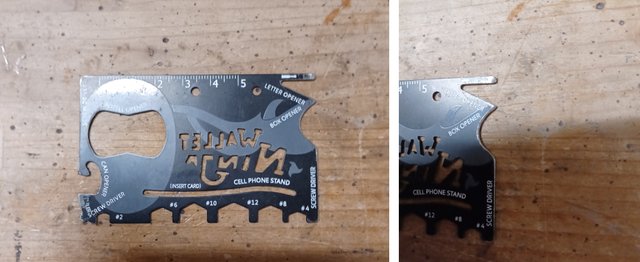 2 3 4 5
LETTER OPENER
BOX OPENER
WALLET
NINJA
CAN OPENER
(INSERT CARD)
CELL PHONE STAND
SCREW DRIVER
SCREW DRIVER
#2 #6 #10 #12 #8 #4
5
BOX OPENER
CELL PHONE STAND
SCREW DRIVER
#12 #8 #4